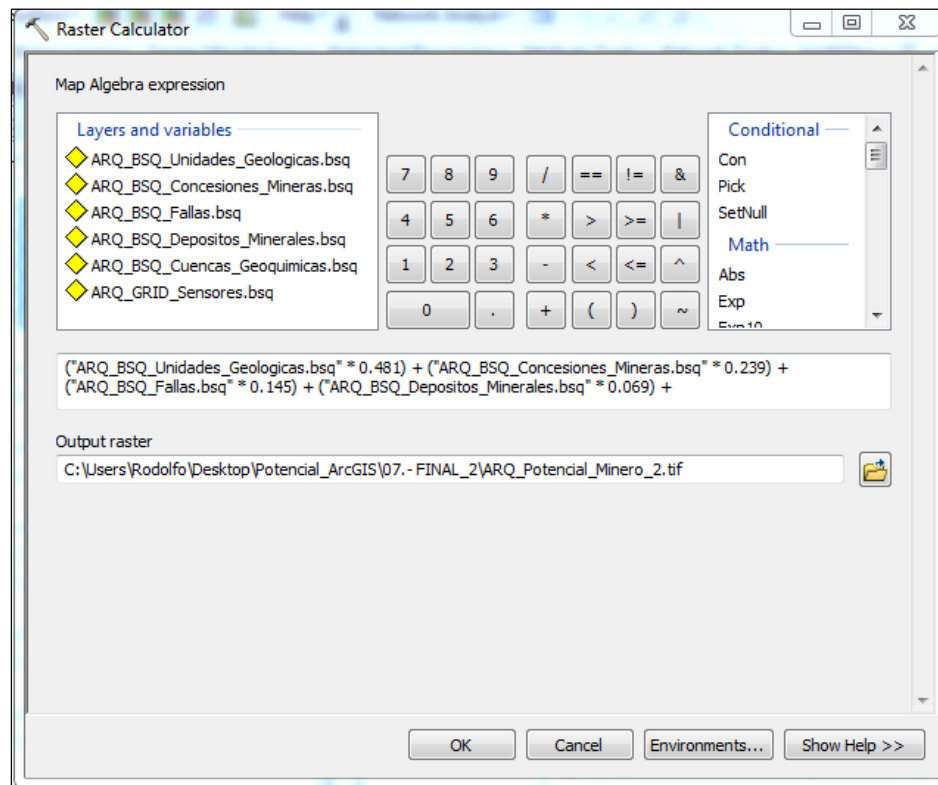 Raster Calculator
Map Algebra expression
Layers and variables
ARQ_BSQ_Unidades_Geologicas.bsq
ARQ_BSQ_Concesiones_Mineras.bsq
ARQ_BSQ_Fallas.bsq
ARQ_BSQ_Depositos_Minerales.bsq
ARQ_BSQ_Cuencas_Geoquimicas.bsq
ARQ_GRID_Sensores.bsq
7 8 9 / == != &
4 5 6 * > >= |
1 2 3 - < <= ^
0 . + ( ) ~
Conditional
Con
Pick
SetNull
Math
Abs
Exp
Exp10
("ARQ_BSQ_Unidades_Geologicas.bsq" * 0.481) + ("ARQ_BSQ_Concesiones_Mineras.bsq" * 0.239) +
("ARQ_BSQ_Fallas.bsq" * 0.145) + ("ARQ_BSQ_Depositos_Minerales.bsq" * 0.069) +
Output raster
C:\Users\Rodolfo\Desktop\Potencial_ArcGIS\07.- FINAL_2\ARQ_Potencial_Minero_2.tif
OK Cancel Environments... Show Help >>